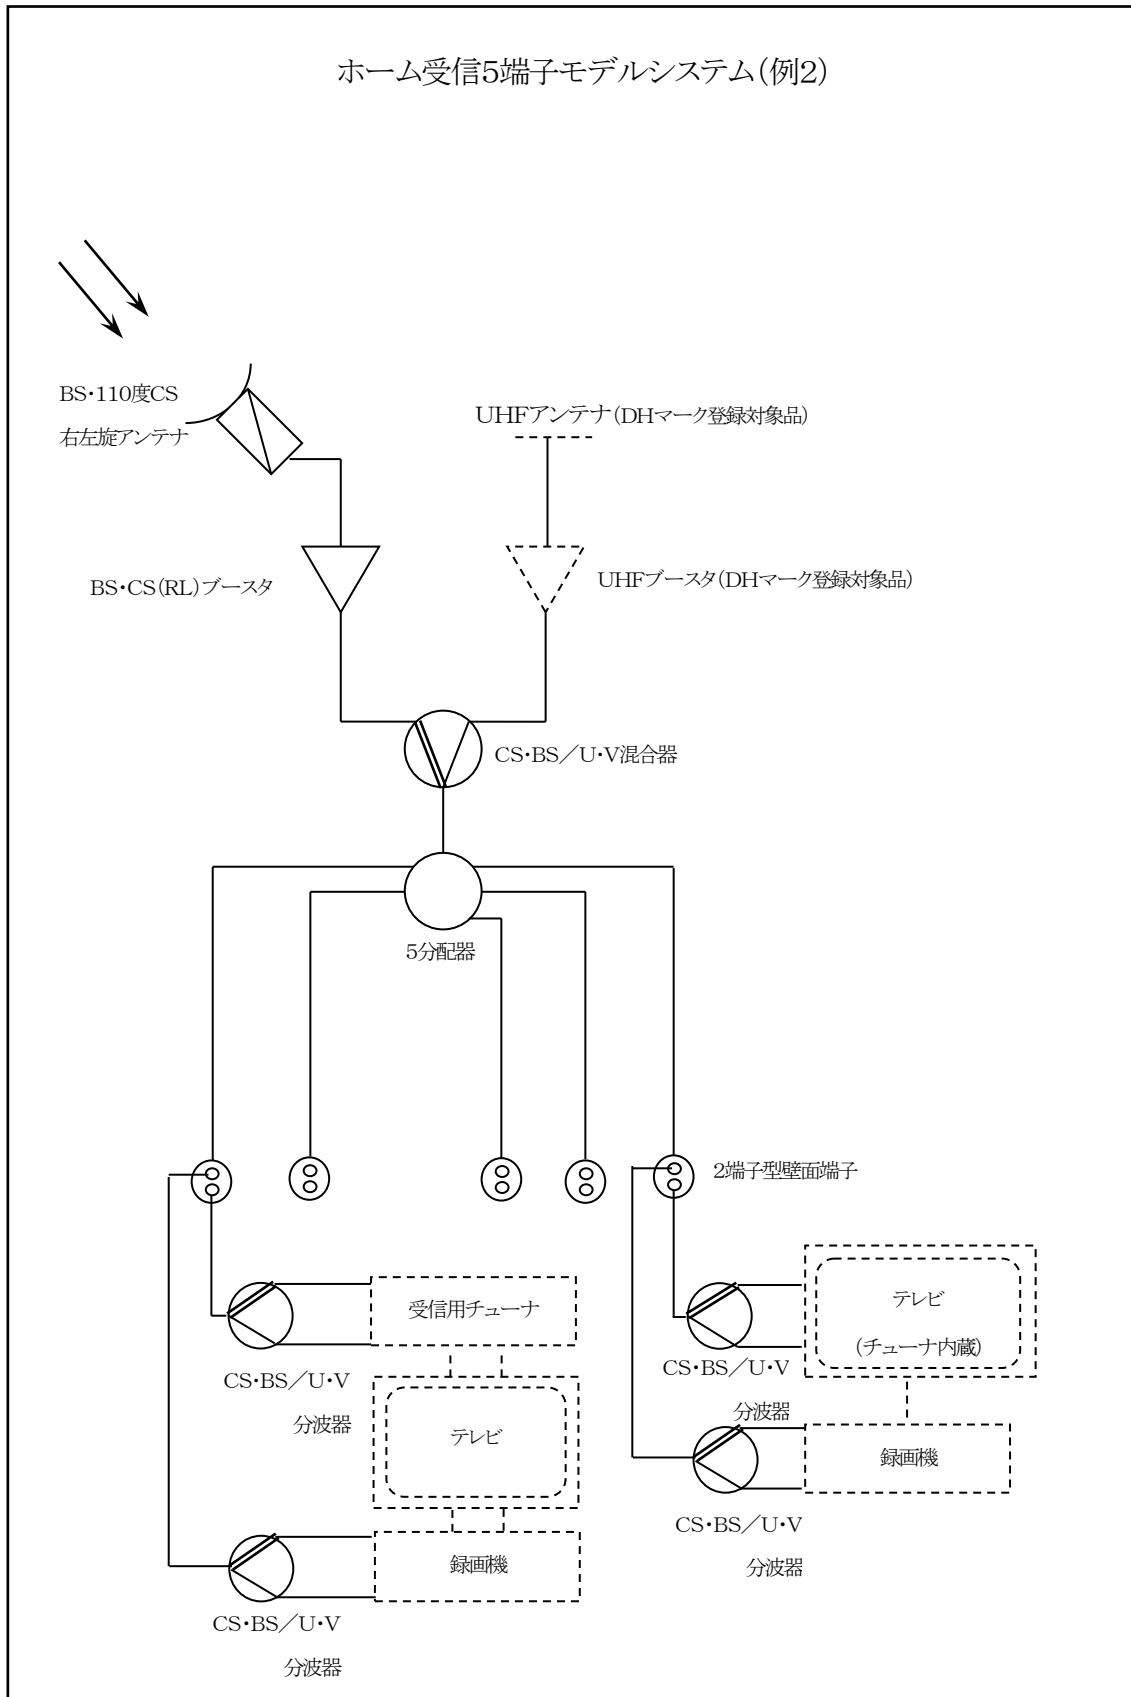 ホーム受信5端子モデルシステム(例2)
BS・110度CS
右左旋アンテナ
UHFアンテナ(DHマーク登録対象品)
BS・CS(RL)ブースタ
UHFブースタ(DHマーク登録対象品)
CS・BS／U・V混合器
5分配器
2端子型壁面端子
受信用チューナ
テレビ
(チューナ内蔵)
CS・BS／U・V
分波器
CS・BS／U・V
分波器
テレビ
録画機
CS・BS／U・V
分波器
録画機
CS・BS／U・V
分波器